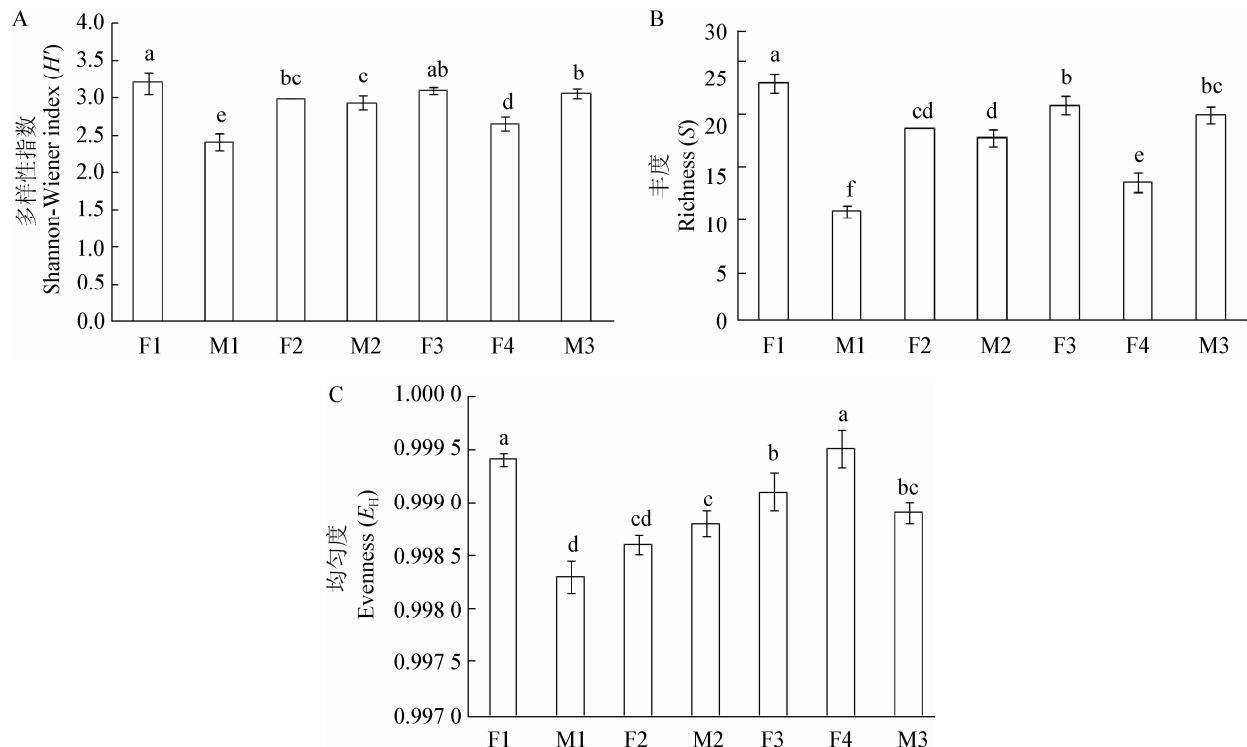 A
多样性指数
Shannon-Wiener index (H′)
4.0
3.5
3.0
2.5
2.0
1.5
1.0
0.5
0.0
a
e
bc
c
ab
d
b
F1 M1 F2 M2 F3 F4 M3
B
丰度
Richness (S)
30
25
20
15
10
5
0
a
f
cd
d
b
e
bc
F1 M1 F2 M2 F3 F4 M3
C
均匀度
Evenness (EH)
1.000 0
0.999 5
0.999 0
0.998 5
0.998 0
0.997 5
0.997 0
a
d
cd
c
b
a
bc
F1 M1 F2 M2 F3 F4 M3